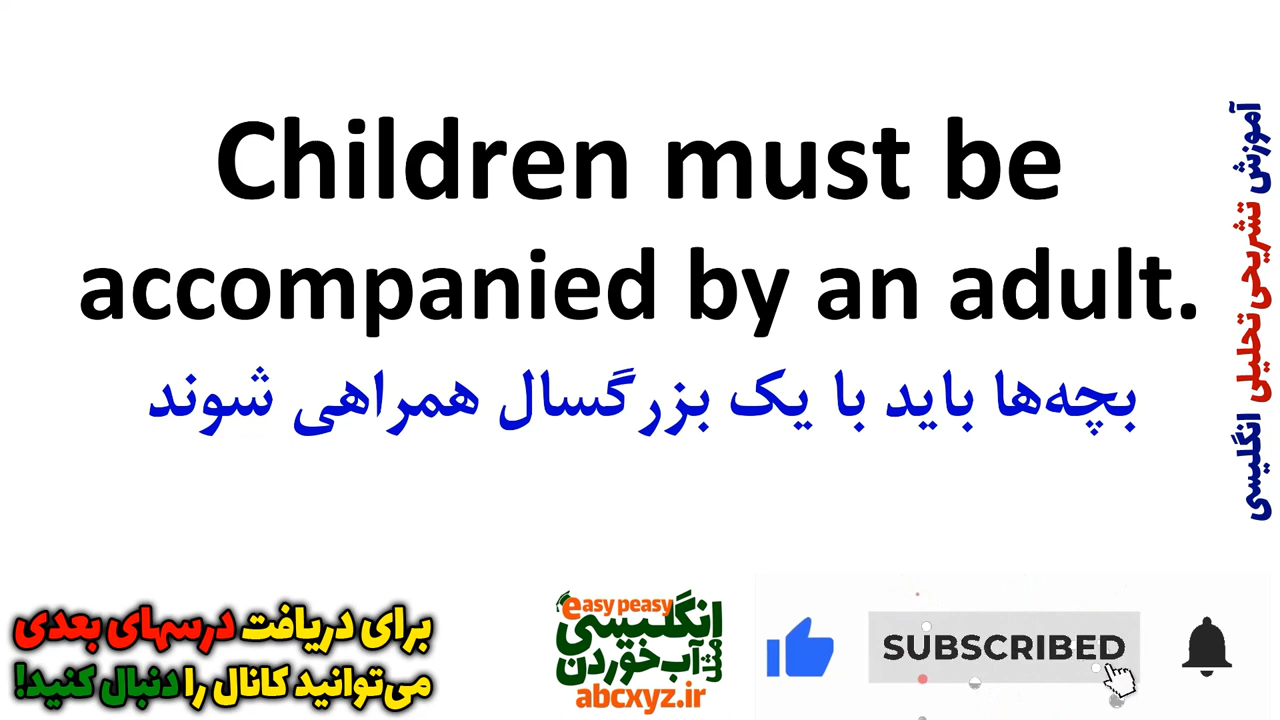 Children must be
accompanied by an adult.
بچه‌ها باید با یک بزرگسال همراهی شوند
آموزش تشریحی تحلیلی انگلیسی
برای دریافت درسهای بعدی
می‌توانید کانال را دنبال کنید!
easy peasy
انگلیسی
مثل آب خوردن
abcxyz.ir
SUBSCRIBED